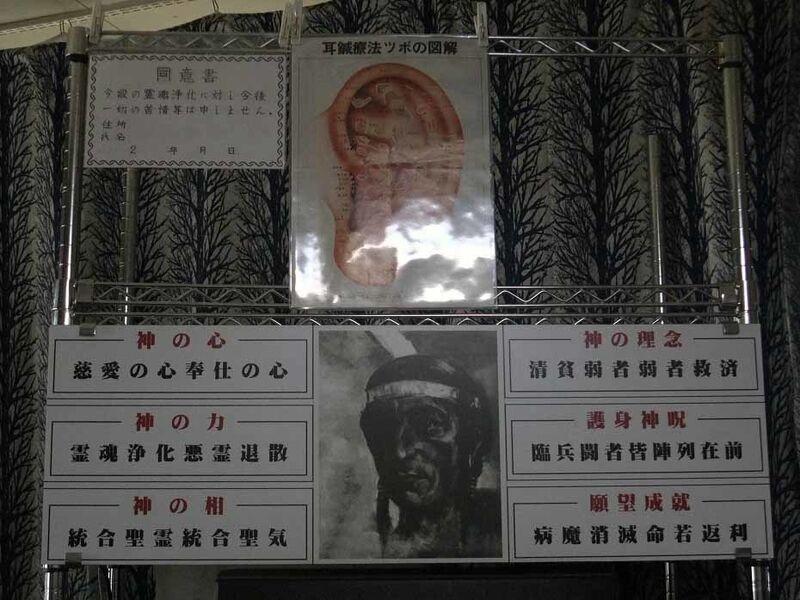 同意書
今般の霊魂浄化に対し今後
一切の苦情等は申しません。
住所
氏名
2 年 月 日
耳鍼療法ツボの図解
神の心
慈愛の心奉仕の心
神の力
霊魂浄化悪霊退散
神の相
統合聖霊統合聖気
神の理念
清貧弱者弱者救済
護身神呪
臨兵闘者皆陣列在前
願望成就
病魔消滅命若返利